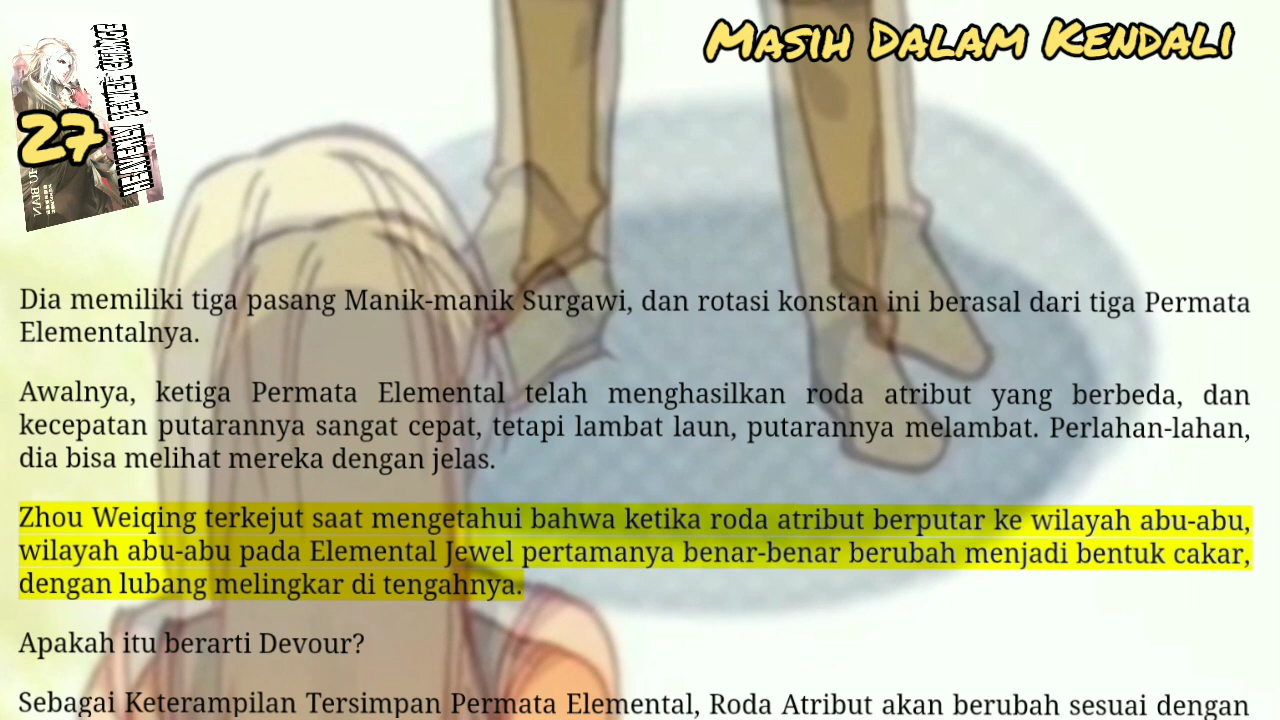 Masih Dalam Kendali
27
HEAVENLY JEWEL CHANGE
Dia memiliki tiga pasang Manik-manik Surgawi, dan rotasi konstan ini berasal dari tiga Permata
Elementalnya.
Awalnya, ketiga Permata Elemental telah menghasilkan roda atribut yang berbeda, dan
kecepatan putarannya sangat cepat, tetapi lambat laun, putarannya melambat. Perlahan-lahan,
dia bisa melihat mereka dengan jelas.
Zhou Weiqing terkejut saat mengetahui bahwa ketika roda atribut berputar ke wilayah abu-abu,
wilayah abu-abu pada Elemental Jewel pertamanya benar-benar berubah menjadi bentuk cakar,
dengan lubang melingkar di tengahnya.
Apakah itu berarti Devour?
Sebagai Keterampilan Tersimpan Permata Elemental, Roda Atribut akan berubah sesuai dengan